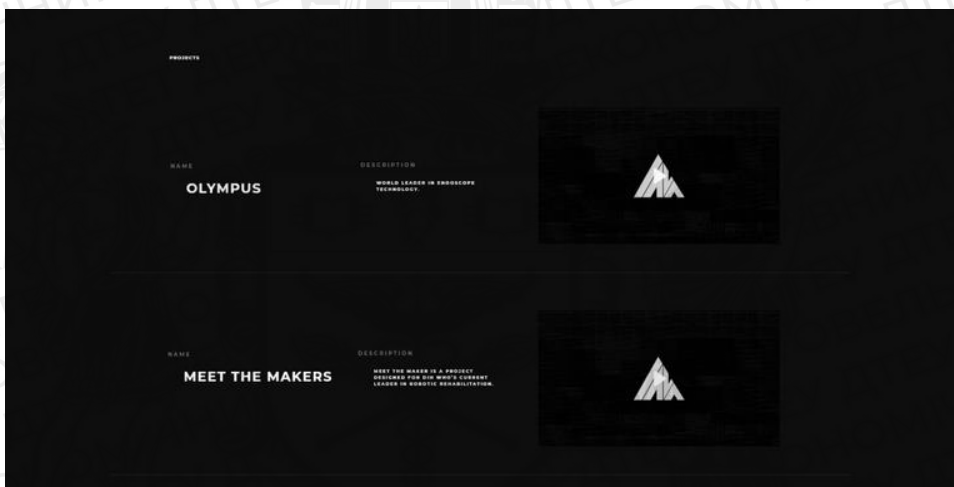 PROJECTS
NAME
OLYMPUS
DESCRIPTION
WORLD LEADER IN ENDOSCOPE
TECHNOLOGY.
NAME
MEET THE MAKERS
DESCRIPTION
MEET THE MAKER IS A PROJECT
DESIGNED FOR DIH WHO'S CURRENT
LEADER IN ROBOTIC REHABILITATION.